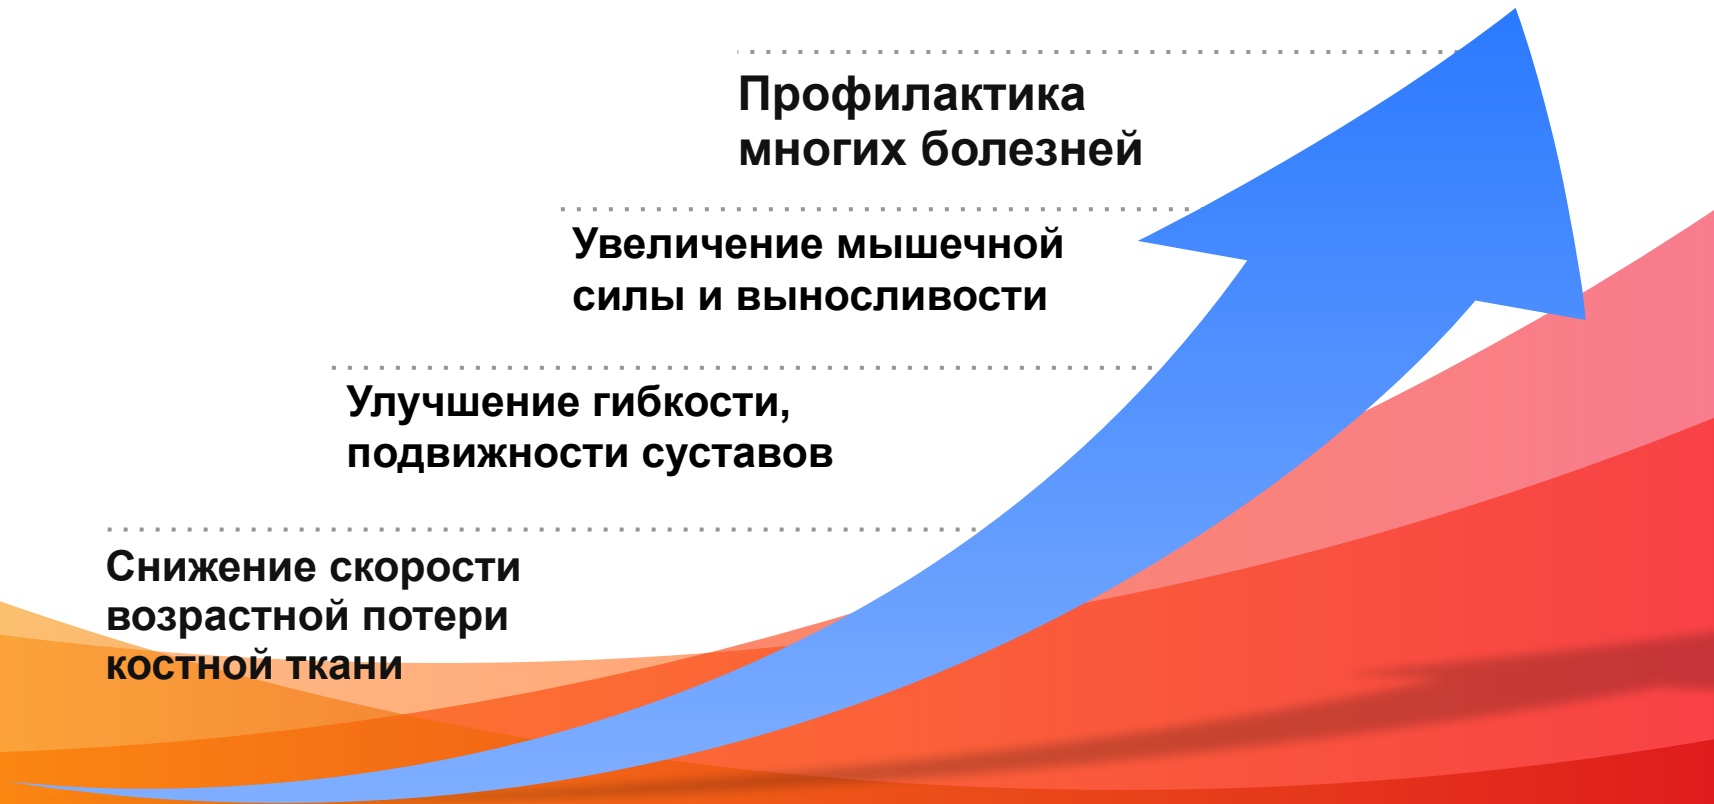 Профилактика
многих болезней
Увеличение мышечной
силы и выносливости
Улучшение гибкости,
подвижности суставов
Снижение скорости
возрастной потери
костной ткани